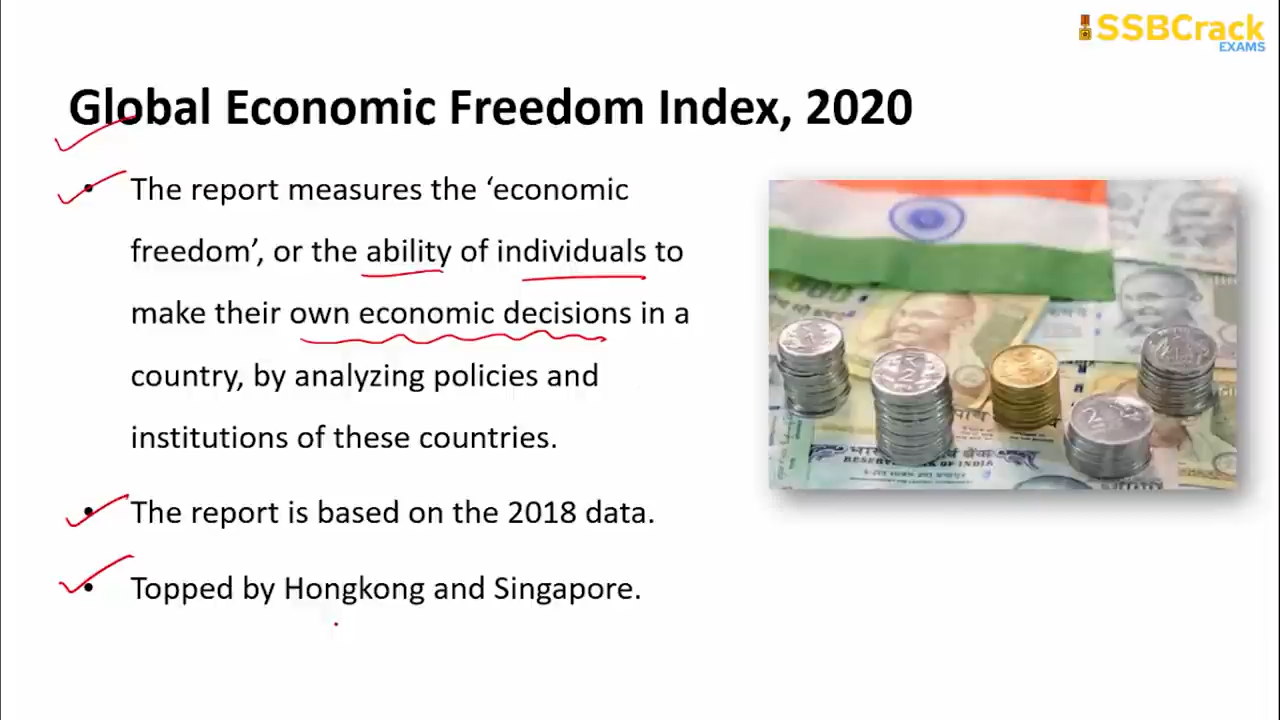 SSBCrack
EXAMS
Global Economic Freedom Index, 2020
• The report measures the ‘economic
freedom’, or the ability of individuals to
make their own economic decisions in a
country, by analyzing policies and
institutions of these countries.
• The report is based on the 2018 data.
• Topped by Hongkong and Singapore.